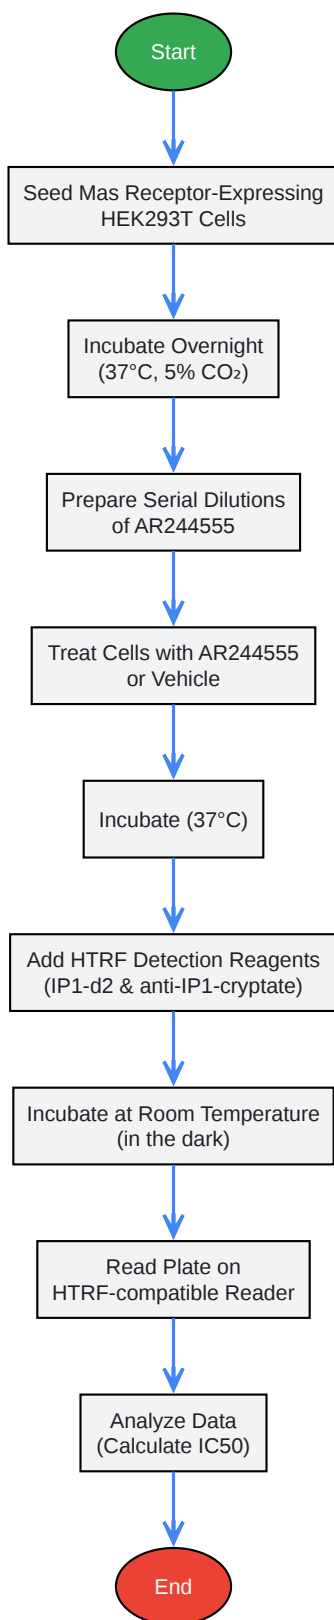 Start
Seed Mas Receptor-Expressing
HEK293T Cells
Incubate Overnight
(37°C, 5% CO₂)
Prepare Serial Dilutions
of AR244555
Treat Cells with AR244555
or Vehicle
Incubate (37°C)
Add HTRF Detection Reagents
(IP1-d2 & anti-IP1-cryptate)
Incubate at Room Temperature
(in the dark)
Read Plate on
HTRF-compatible Reader
Analyze Data
(Calculate IC50)
End